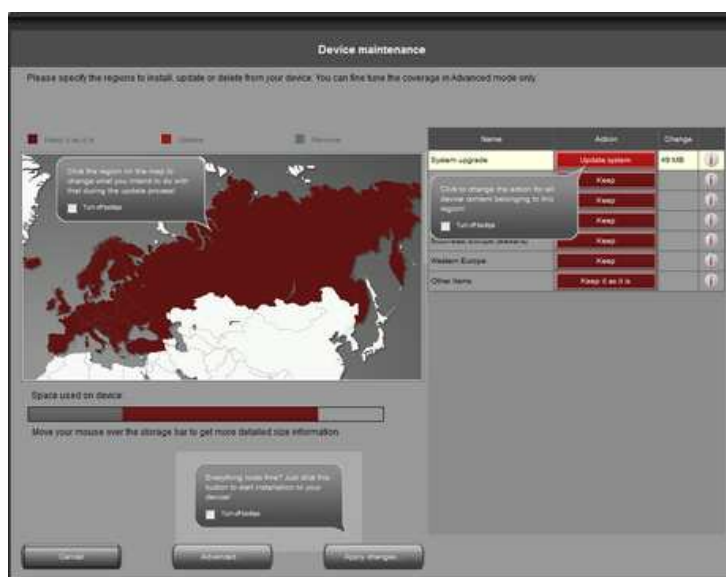 Device maintenance
Please specify the regions to install, update or delete from your device. You can fine tune the coverage in Advanced mode only.
Keep it as it is
Update
Remove
Click the region on the map to
change what you intend to do with
that during the update process!
Turn off tooltips
Name Action Change
System upgrade Update system 49 MB
Click to change the action for all
device content belonging to this
region!
Turn off tooltips
Keep
Keep
Keep
Keep
Western Europe Keep
Other items Keep it as it is
Space used on device
Move your mouse over the storage bar to get more detailed size information.
Everything looks fine? Just click this
button to start installation to your
device!
Turn off tooltips
Cancel
Advanced
Apply changes